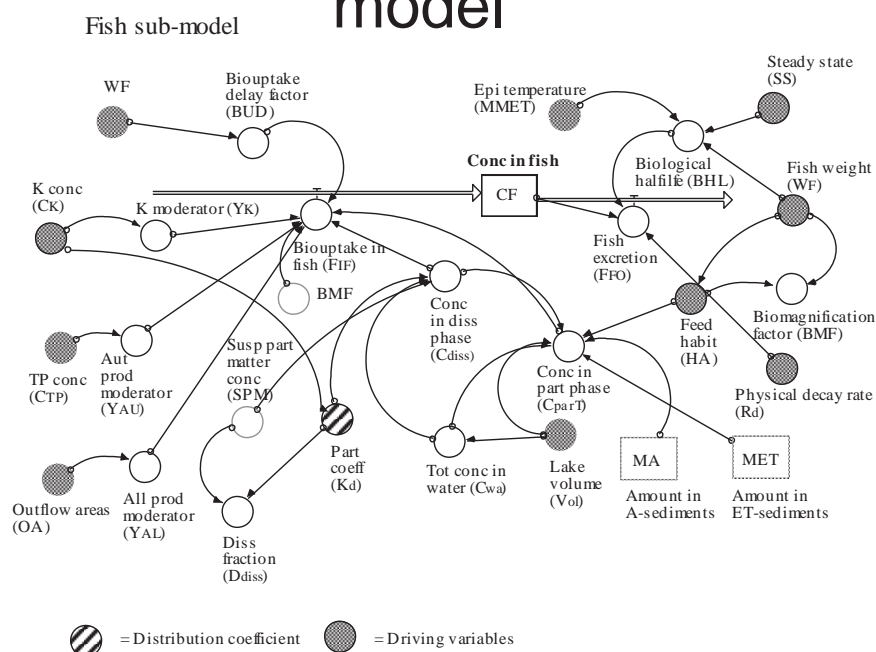 model
Fish sub-model
WF
Biouptake
delay factor
(BUD)
Epi temperature
(MMET)
Steady state
(SS)
K conc
(CK)
K moderator (YK)
Conc in fish
CF
Biological
halfilfe (BHL)
Fish weight
(WF)
Biouptake in
fish (FIF)
BMF
Fish
excretion
(FFO)
Conc
in diss
phase
(Cdiss)
Feed
habit
(HA)
Biomagnification
factor (BMF)
TP conc
(CTP)
Aut
prod
moderator
(YAU)
Susp part
matter
conc
(SPM)
Conc in
part phase
(CparT)
Physical decay rate
(Rd)
Outflow areas
(OA)
All prod
moderator
(YAL)
Part
coeff
(Kd)
Tot conc in
water (Cwa)
Lake
volume
(Vol)
MA
Amount in
A-sediments
MET
Amount in
ET-sediments
Diss
fraction
(Ddiss)
= Distribution coefficient
= Driving variables